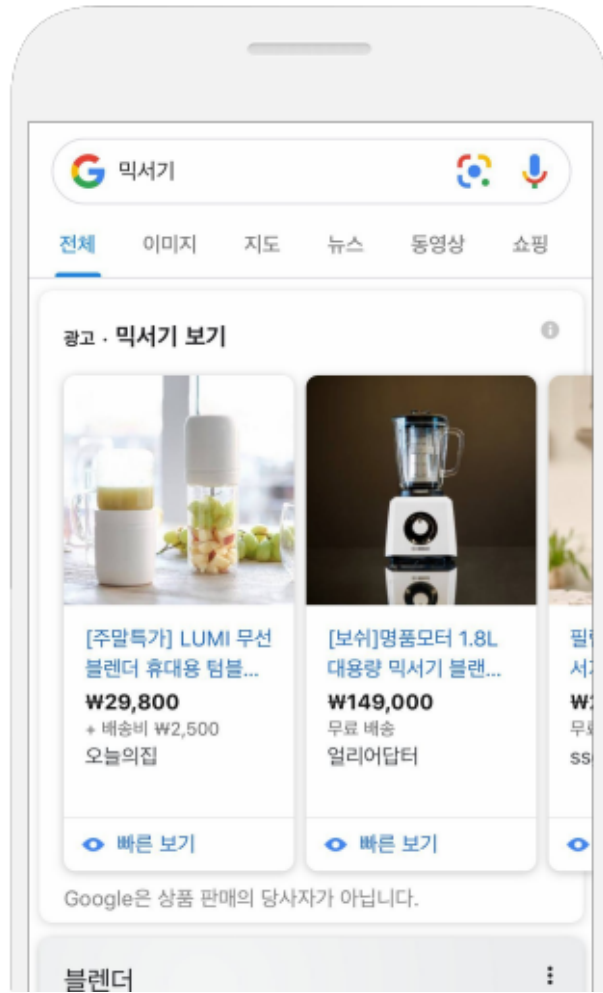 믹서기
전체 이미지 지도 뉴스 동영상 쇼핑
광고 · 믹서기 보기
[주말특가] LUMI 무선
블렌더 휴대용 텀블...
₩29,800
+ 배송비 ₩2,500
오늘의집
빠른 보기
[보쉬]명품모터 1.8L
대용량 믹서기 블랜...
₩149,000
무료 배송
얼리어답터
빠른 보기
Google은 상품 판매의 당사자가 아닙니다.
블렌더